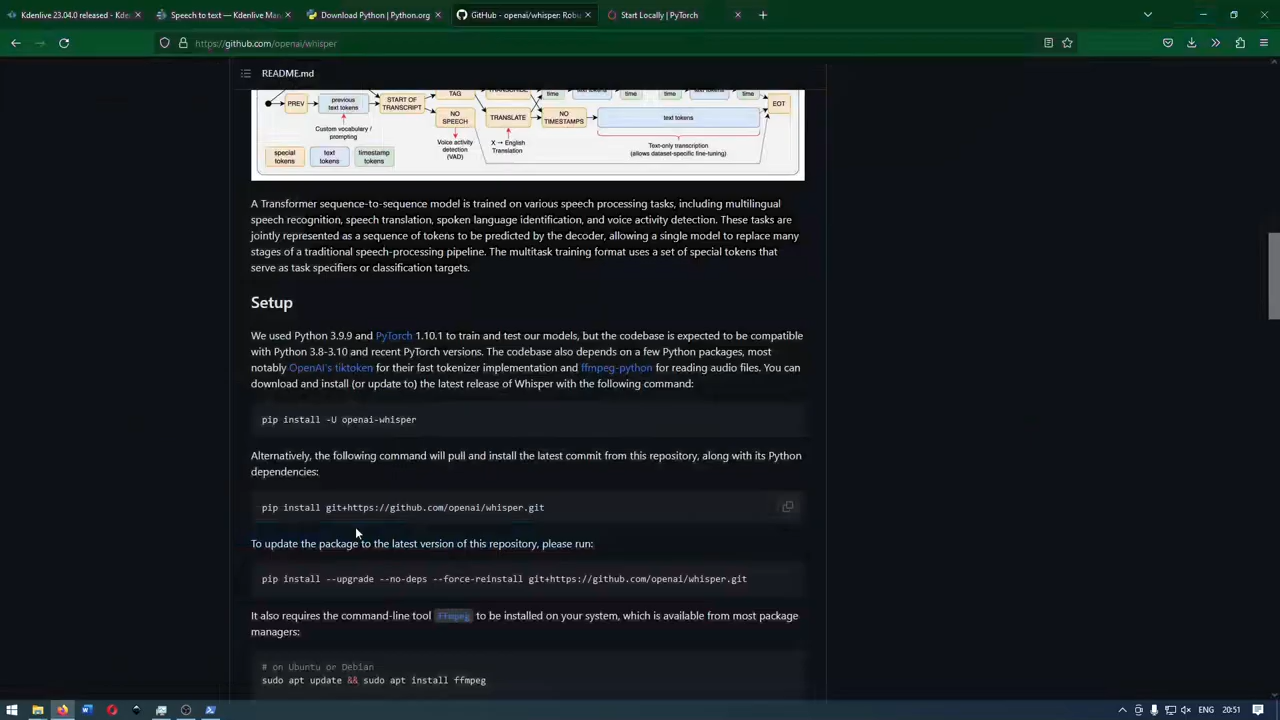 Kdenlive 23.04.0 released - Kden
Speech to text — Kdenlive Manua
Download Python | Python.org
GitHub - openai/whisper: Robu
Start Locally | PyTorch
https://github.com/openai/whisper
README.md
PREV
previous
text tokens
START OF
TRANSCRIPT
TAG
NO
SPEECH
TRANSLATE
time
NO
TIMESTAMPS
time
time
time
text tokens
EOT
Custom vocabulary /
prompting
Voice activity
detection
(VAD)
X → English
Translation
Text-only transcription
(allows dataset-specific fine-tuning)
special
tokens
text
tokens
timestamp
tokens
A Transformer sequence-to-sequence model is trained on various speech processing tasks, including multilingual
speech recognition, speech translation, spoken language identification, and voice activity detection. These tasks are
jointly represented as a sequence of tokens to be predicted by the decoder, allowing a single model to replace many
stages of a traditional speech-processing pipeline. The multitask training format uses a set of special tokens that
serve as task specifiers or classification targets.
Setup
We used Python 3.9.9 and PyTorch 1.10.1 to train and test our models, but the codebase is expected to be compatible
with Python 3.8-3.10 and recent PyTorch versions. The codebase also depends on a few Python packages, most
notably OpenAI's tiktoken for their fast tokenizer implementation and ffmpeg-python for reading audio files. You can
download and install (or update to) the latest release of Whisper with the following command:
pip install -U openai-whisper
Alternatively, the following command will pull and install the latest commit from this repository, along with its Python
dependencies:
pip install git+https://github.com/openai/whisper.git
To update the package to the latest version of this repository, please run:
pip install --upgrade --no-deps --force-reinstall git+https://github.com/openai/whisper.git
It also requires the command-line tool ffmpeg to be installed on your system, which is available from most package
managers:
# on Ubuntu or Debian
sudo apt update && sudo apt install ffmpeg
ENG
20:51